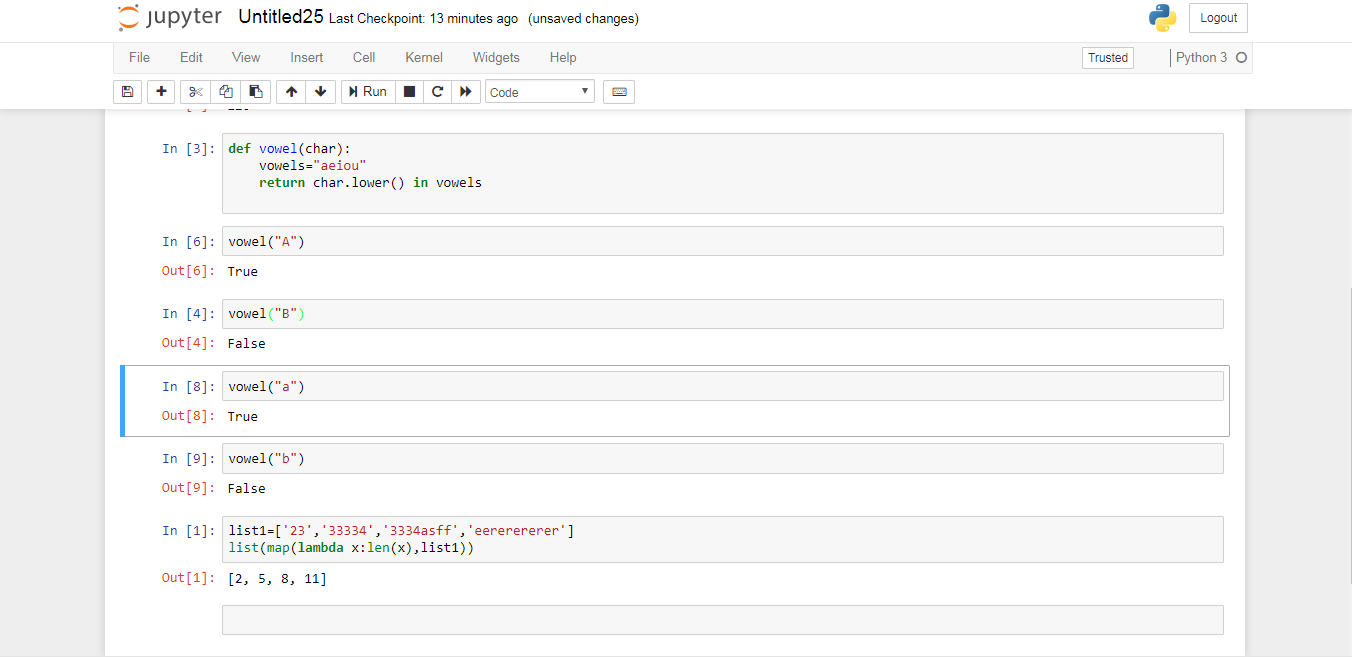 jupyter Untitled25 Last Checkpoint: 13 minutes ago (unsaved changes) Logout
File Edit View Insert Cell Kernel Widgets Help Trusted Python 3
Run Code
In [3]: def vowel(char):
vowels="aeiou"
return char.lower() in vowels
In [6]: vowel("A")
Out[6]: True
In [4]: vowel("B")
Out[4]: False
In [8]: vowel("a")
Out[8]: True
In [9]: vowel("b")
Out[9]: False
In [1]: list1=['23','33334','3334asff','eerererерer']
list(map(lambda x:len(x),list1))
Out[1]: [2, 5, 8, 11]